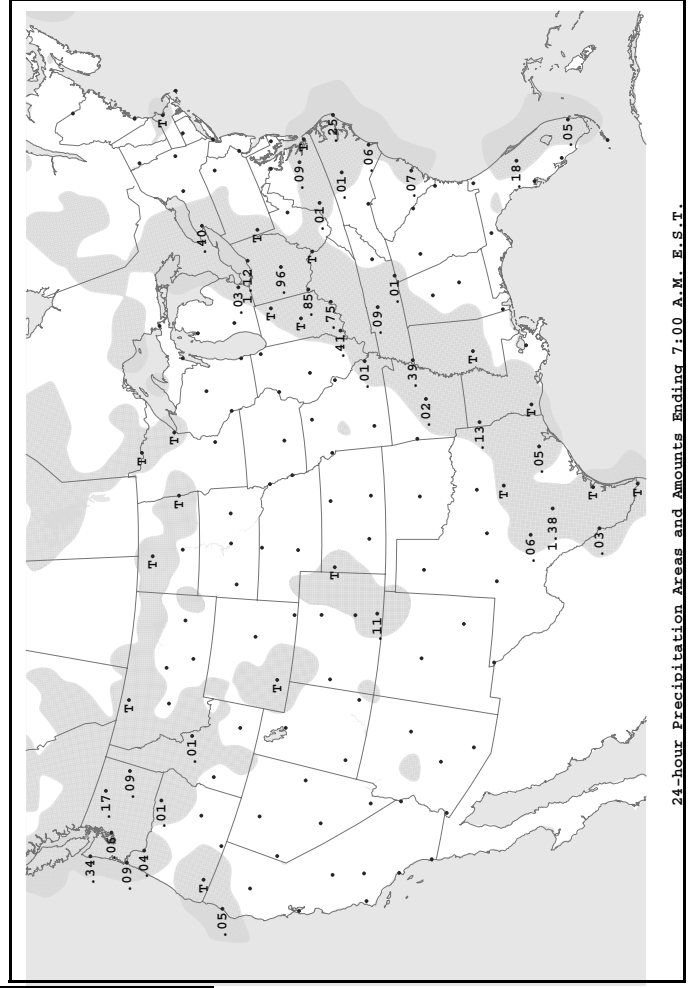 .34
.17
.06
.09 .09 T
.04 T
T
.01 T
T T
.01
T .40
.05
.03
1.12
T
T
T .96
T .09 T
.85
T
.01
.75 .25
T
.41 .01
.01 .06
.11 .09
.01
.39 .07
.02
T
.13
T
.18
.06 T
.05
1.38
.05
T
.03
T
24-hour Precipitation Areas and Amounts Ending 7:00 A.M. E.S.T.